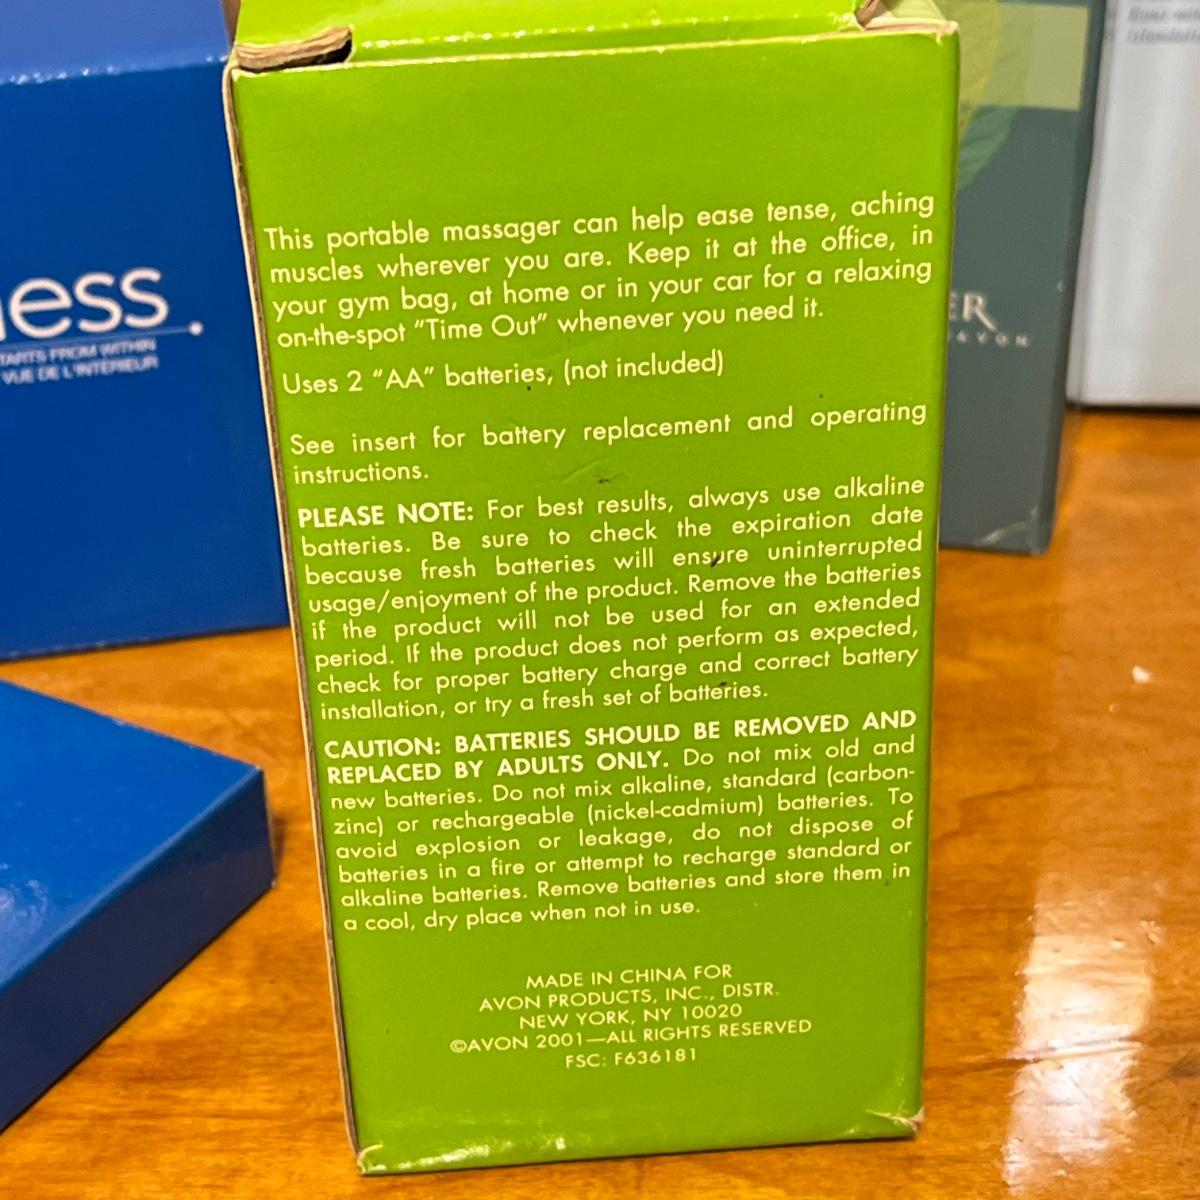 This portable massager can help ease tense, aching
muscles wherever you are. Keep it at the office, in
your gym bag, at home or in your car for a relaxing
on-the-spot “Time Out” whenever you need it.
Uses 2 “AA” batteries, (not included)
See insert for battery replacement and operating
instructions.
PLEASE NOTE: For best results, always use alkaline
batteries. Be sure to check the expiration date
because fresh batteries will ensure uninterrupted
usage/enjoyment of the product. Remove the batteries
if the product will not be used for an extended
period. If the product does not perform as expected,
check for proper battery charge and correct battery
installation, or try a fresh set of batteries.
CAUTION: BATTERIES SHOULD BE REMOVED AND
REPLACED BY ADULTS ONLY. Do not mix old and
new batteries. Do not mix alkaline, standard (carbon-
zinc) or rechargeable (nickel-cadmium) batteries. To
avoid explosion or leakage, do not dispose of
batteries in a fire or attempt to recharge standard or
alkaline batteries. Remove batteries and store them in
a cool, dry place when not in use.
MADE IN CHINA FOR
AVON PRODUCTS, INC., DISTR.
NEW YORK, NY 10020
©AVON 2001—ALL RIGHTS RESERVED
FSC: F636181
ness
TARTS FROM WITHIN
VUE DE L'INTERIEUR
ER
AVON